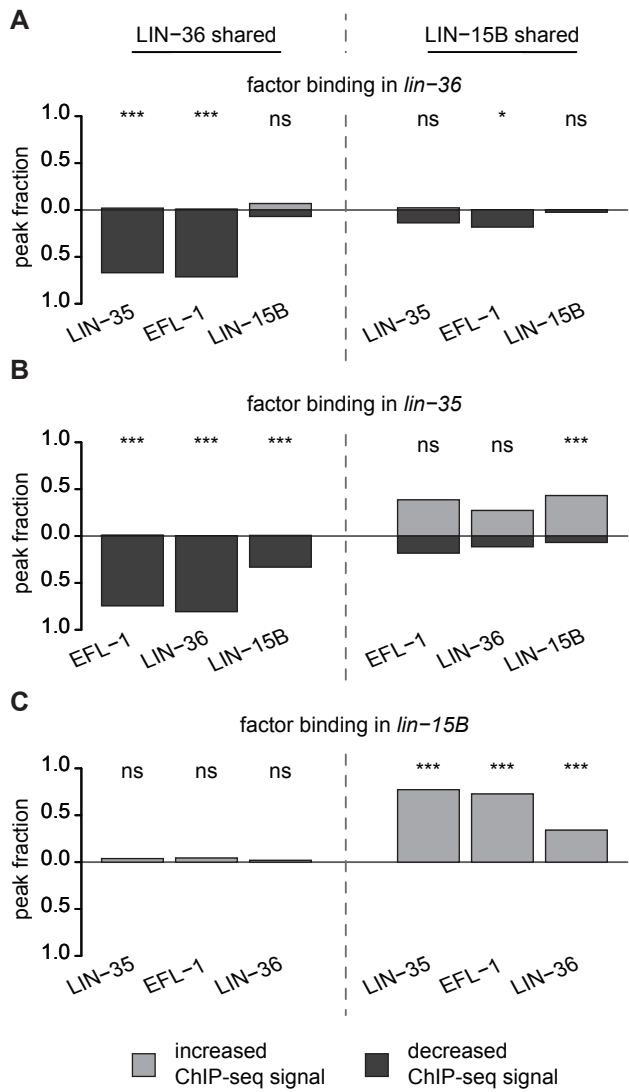 A
LIN−36 shared
LIN−15B shared
factor binding in lin−36
*** *** ns ns * ns
peak fraction
1.0
0.5
0.0
0.5
1.0
LIN−35 EFL−1 LIN−15B LIN−35 EFL−1 LIN−15B
B
factor binding in lin−35
*** *** *** ns ns ***
peak fraction
1.0
0.5
0.0
0.5
1.0
EFL−1 LIN−36 LIN−15B EFL−1 LIN−36 LIN−15B
C
factor binding in lin−15B
ns ns ns *** *** ***
peak fraction
1.0
0.5
0.0
0.5
1.0
LIN−35 EFL−1 LIN−36 LIN−35 EFL−1 LIN−36
increased
ChIP-seq signal
decreased
ChIP-seq signal